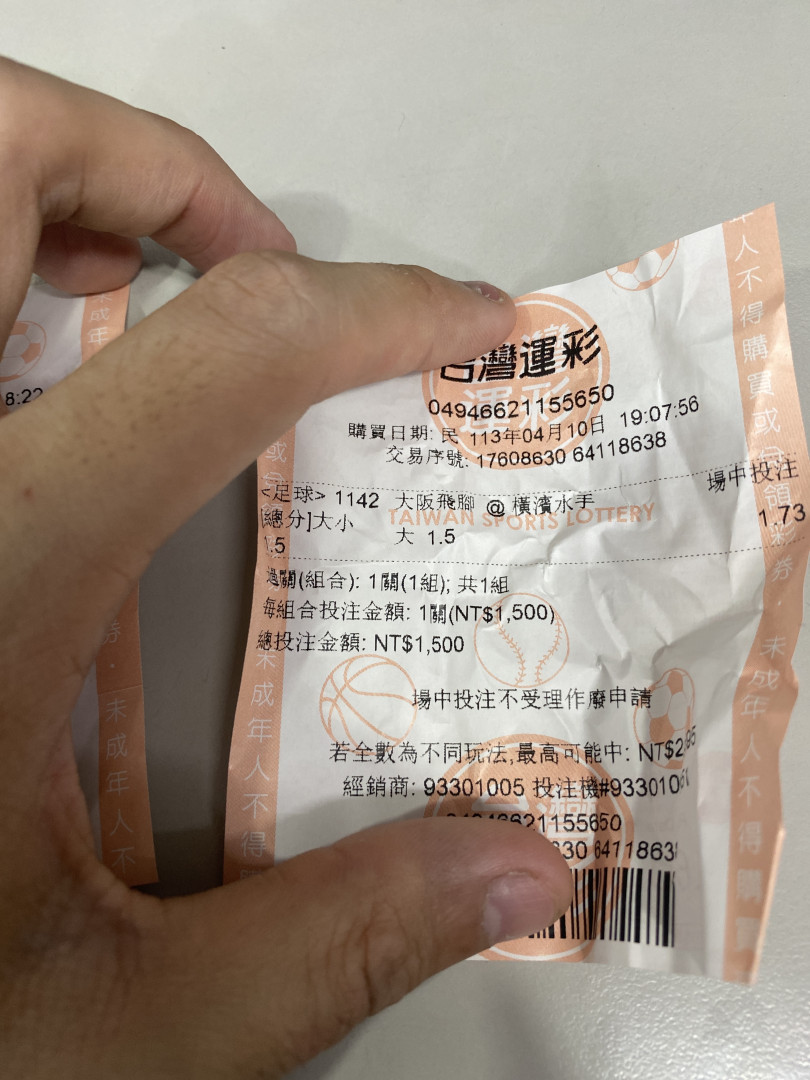 台灣運彩
04946621155650
購買日期: 民 113年04月10日 19:07:56
交易序號: 17608630 64118638
場中投注
<足球> 1142 大阪飛腳 @ 橫濱水手
[總分]大小 大 1.5 1.73
1.5
TAIWAN SPORTS LOTTERY
過關(組合): 1關(1組); 共1組
每組合投注金額: 1關(NT$1,500)
總投注金額: NT$1,500
場中投注不受理作廢申請
若全數為不同玩法,最高可能中: NT$2
經銷商: 93301005 投注機#
6621155650
8:22
未成年人不得
年人不得購買或
未成年人不得購買